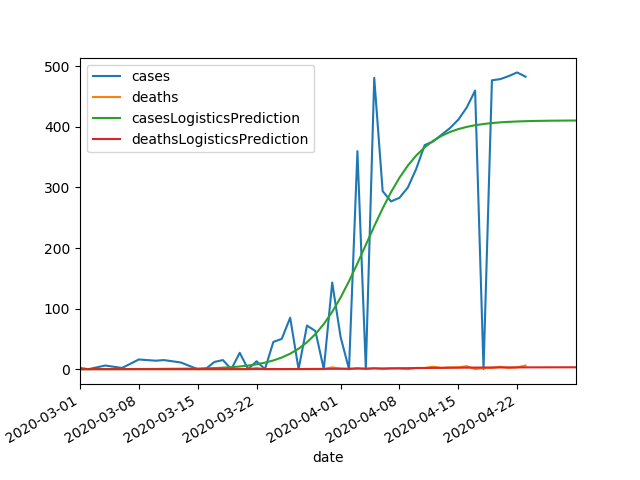 500
400
300
200
100
0
cases
deaths
casesLogisticsPrediction
deathsLogisticsPrediction
2020-03-01
2020-03-08
2020-03-15
2020-03-22
2020-04-01
2020-04-08
2020-04-15
2020-04-22
date